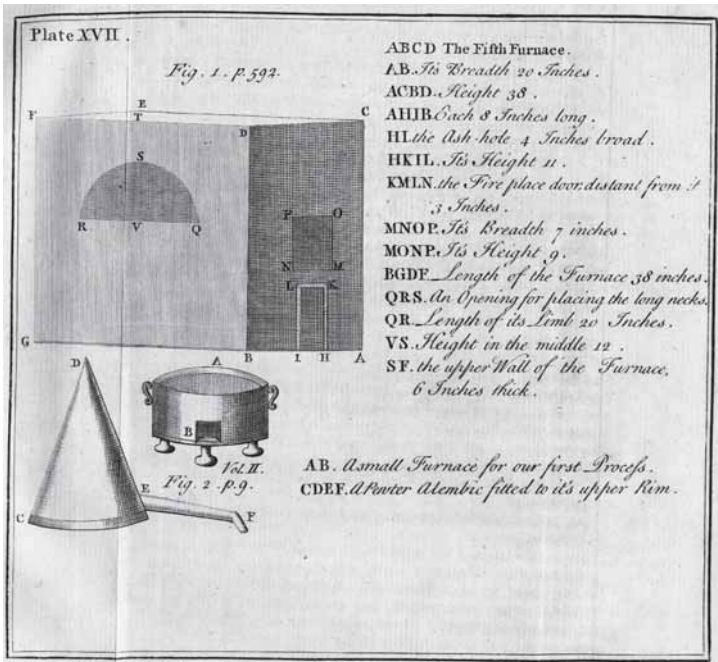 Plate XVII.
Fig. 1. p. 592.
F
E
T
C
D
S
R
V
Q
P
O
N
M
L
K
G
B
I
H
A
ABCD The Fifth Furnace.
AB. Its Breadth 20 Inches.
ACBD. Height 38.
AHJB. Each 8 Inches long.
HI. the Ash-hole 4 Inches broad.
HKIL. Its Height 11.
KMLN. the Fire place door, distant from it
3 Inches.
MNOP. Its Breadth 7 inches.
MONP. Its Height 9.
BGDF. Length of the Furnace 38 inches.
QRS. An Opening for placing the long necks.
QR. Length of its Limb 20 Inches.
VS. Height in the middle 12.
SF. the upper Wall of the Furnace,
6 Inches thick.
D
A
B
C
E
F
Vol. II.
Fig. 2. p. 9.
AB. A small Furnace for our first Process.
CDEF. A Pewter Alembic fitted to it's upper Rim.